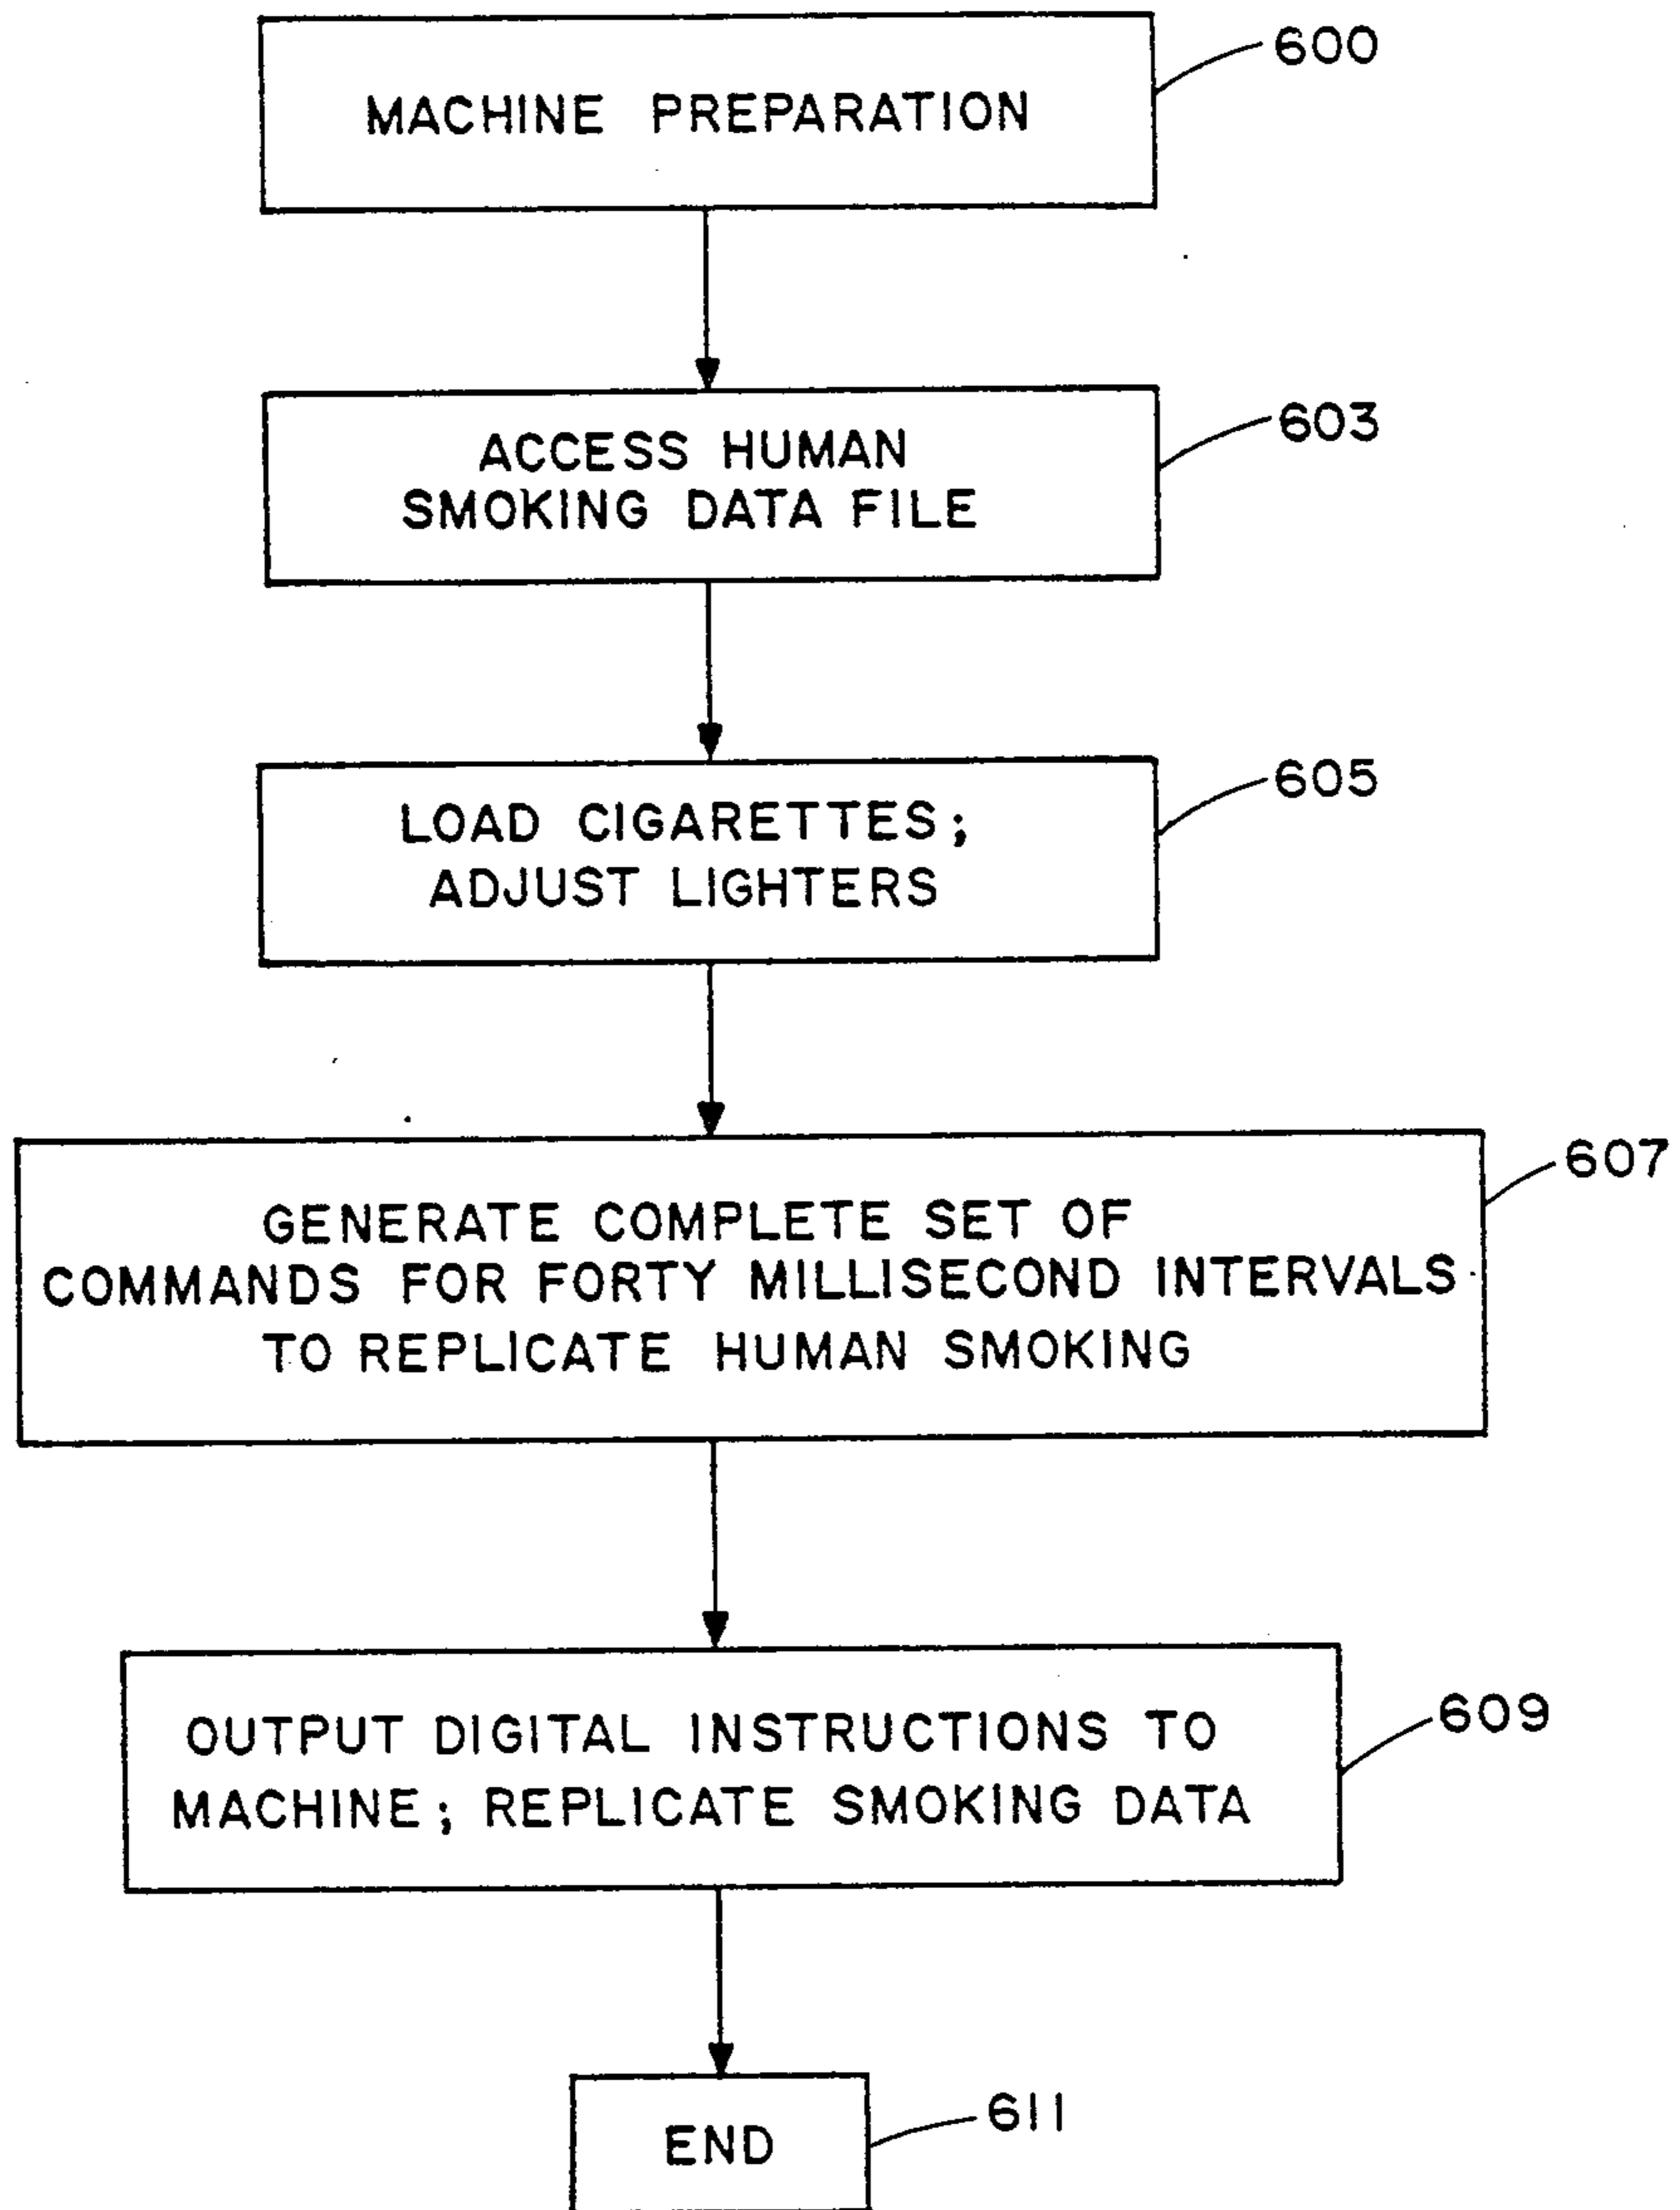 MACHINE PREPARATION
600
ACCESS HUMAN
SMOKING DATA FILE
603
LOAD CIGARETTES;
ADJUST LIGHTERS
605
GENERATE COMPLETE SET OF
COMMANDS FOR FORTY MILLISECOND INTERVALS
TO REPLICATE HUMAN SMOKING
607
OUTPUT DIGITAL INSTRUCTIONS TO
MACHINE; REPLICATE SMOKING DATA
609
END
611